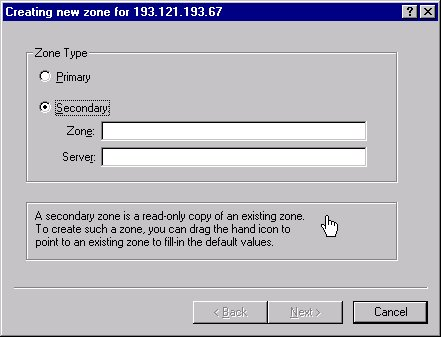 Creating new zone for 193.121.193.67
Zone Type
Primary
Secondary
Zone:
Server:
A secondary zone is a read-only copy of an existing zone.
To create such a zone, you can drag the hand icon to
point to an existing zone to fill-in the default values.
< Back
Next >
Cancel